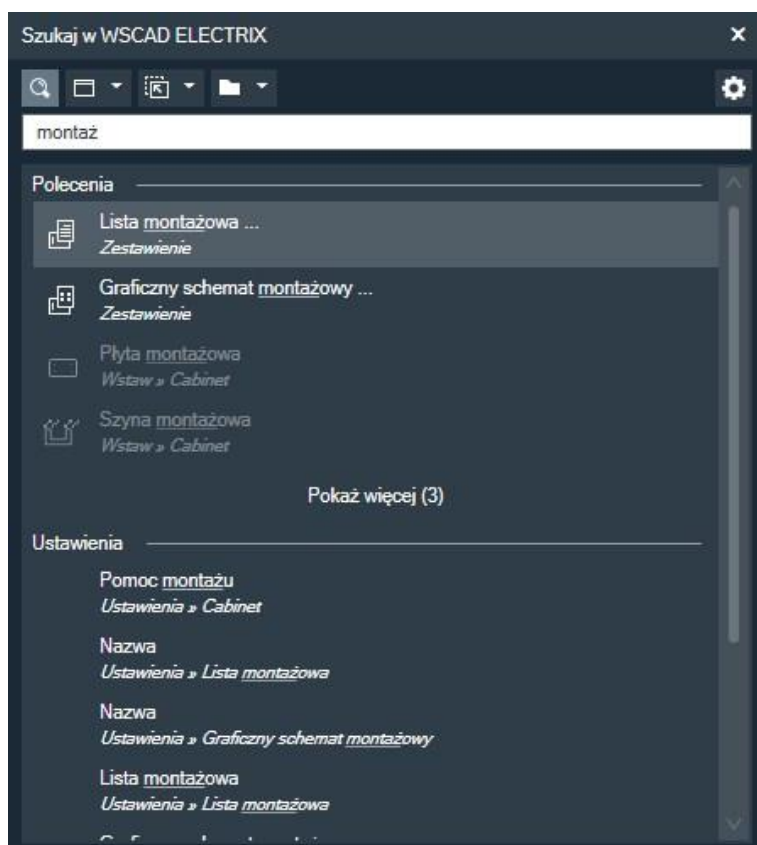 Szukaj w WSCAD ELECTRIX
montaż
Polecenia
Lista montażowa ...
Zestawienie
Graficzny schemat montażowy ...
Zestawienie
Płyta montażowa
Wstaw » Cabinet
Szyna montażowa
Wstaw » Cabinet
Pokaż więcej (3)
Ustawienia
Pomoc montażu
Ustawienia » Cabinet
Nazwa
Ustawienia » Lista montażowa
Nazwa
Ustawienia » Graficzny schemat montażowy
Lista montażowa
Ustawienia » Lista montażowa